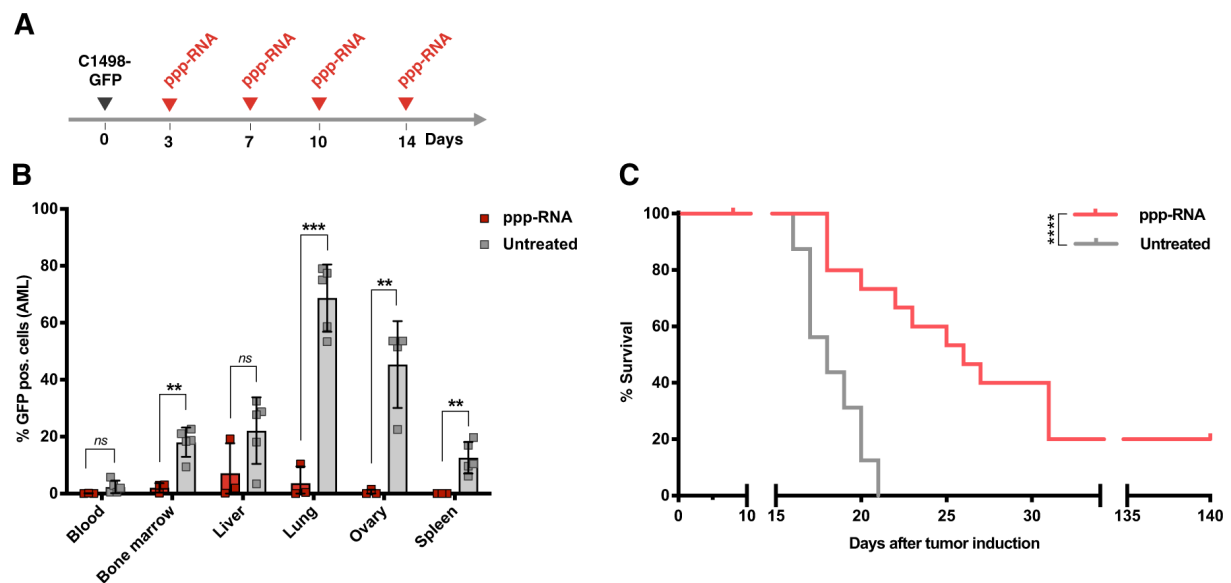 A
C1498-
GFP
ppp-RNA
ppp-RNA
ppp-RNA
ppp-RNA
0
3
7
10
14
Days
B
% GFP pos. cells (AML)
100
80
60
40
20
0
ns
**
ns
***
**
**
ppp-RNA
Untreated
Blood
Bone marrow
Liver
Lung
Ovary
Spleen
C
% Survival
100
80
60
40
20
0
****
ppp-RNA
Untreated
0
10
15
20
30
135
140
Days after tumor induction